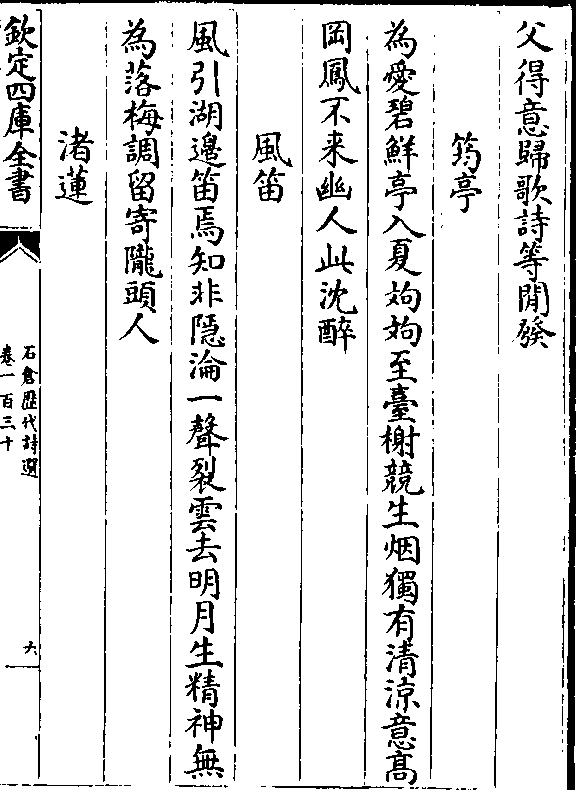 父得意歸歌詩等閒發
筠亭
為愛碧鮮亭入夏姁姁至臺榭競生烟獨有清涼意高
岡鳳不来幽人此沈醉
風笛
風引湖邉笛焉知非隠淪一聲裂雲去明月生精神無
為落梅調留寄隴頭人
渚蓮
欽定四庫全書
石倉歴代詩選
卷一百三十
六